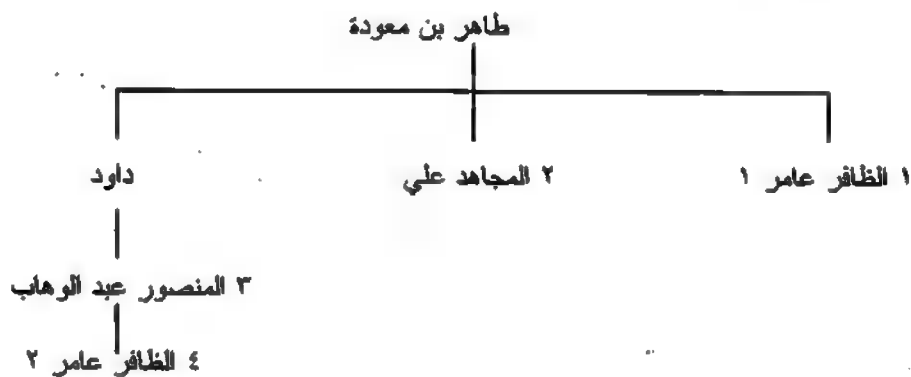 طاهر بن معودة
١ الظافر عامر ١
٢ المجاهد علي
داود
٣ المنصور عبد الوهاب
٤ الظافر عامر ٢